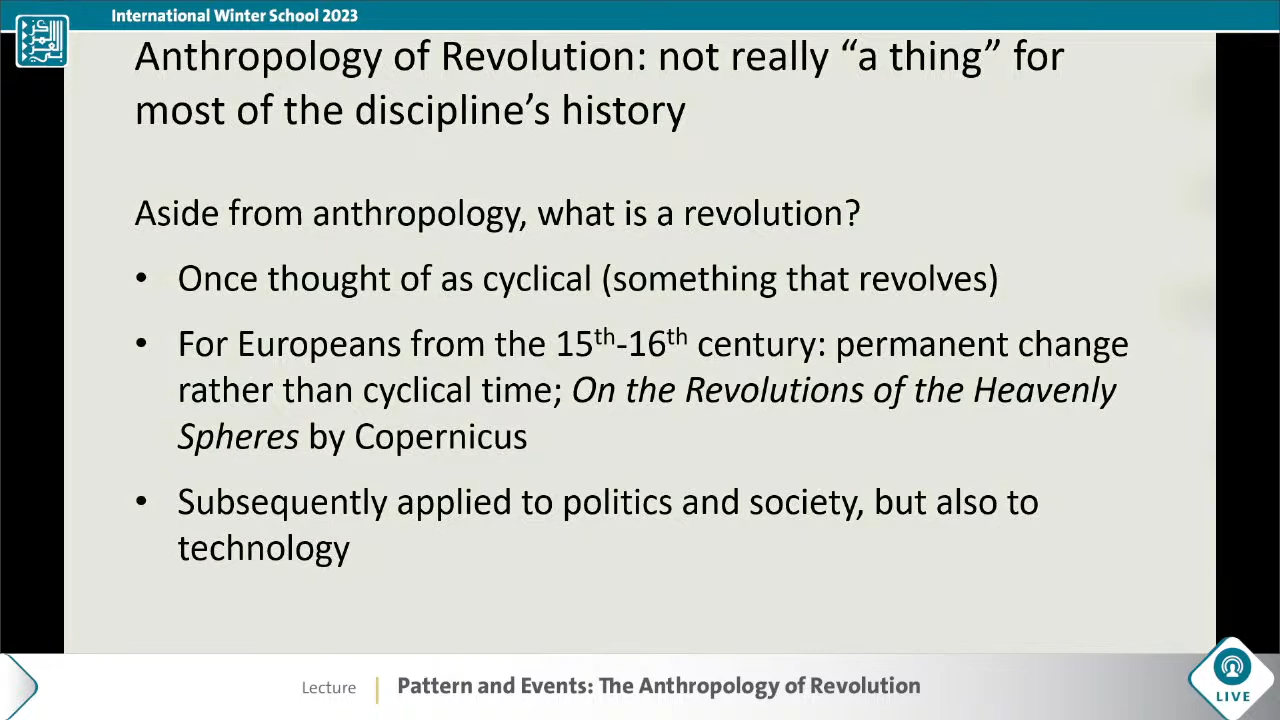 International Winter School 2023
Anthropology of Revolution: not really “a thing” for
most of the discipline’s history
Aside from anthropology, what is a revolution?
• Once thought of as cyclical (something that revolves)
• For Europeans from the 15th-16th century: permanent change
rather than cyclical time; On the Revolutions of the Heavenly
Spheres by Copernicus
• Subsequently applied to politics and society, but also to
technology
Lecture | Pattern and Events: The Anthropology of Revolution
LIVE